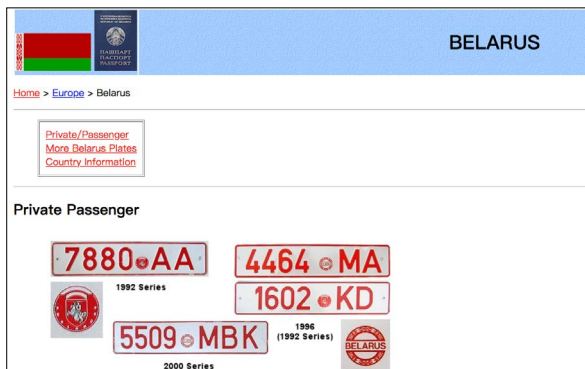 BELARUS
НАШПАРТ
ПАСПОРТ
PASSPORT
Home > Europe > Belarus
Private/Passenger
More Belarus Plates
Country Information
Private Passenger
7880 AA
4464 MA
1992 Series
1602 KD
1996
(1992 Series)
5509 MBK
BELARUS
2000 Series